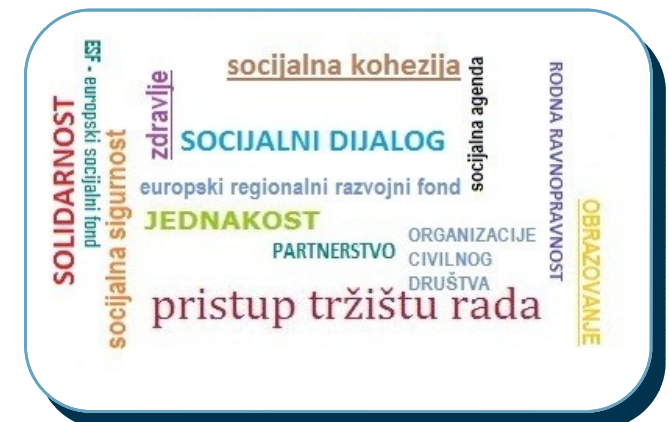 SOLIDARNOST
ESF - europski socijalni fond
socijalna sigurnost
zdravlje
socijalna kohezija
SOCIJALNI DIJALOG
socijalna agenda
europski regionalni razvojni fond
JEDNAKOST
PARTNERSTVO
ORGANIZACIJE
CIVILNOG
DRUŠTVA
pristup tržištu rada
RODNA RAVNOPRAVNOST
OBRAZOVANJE